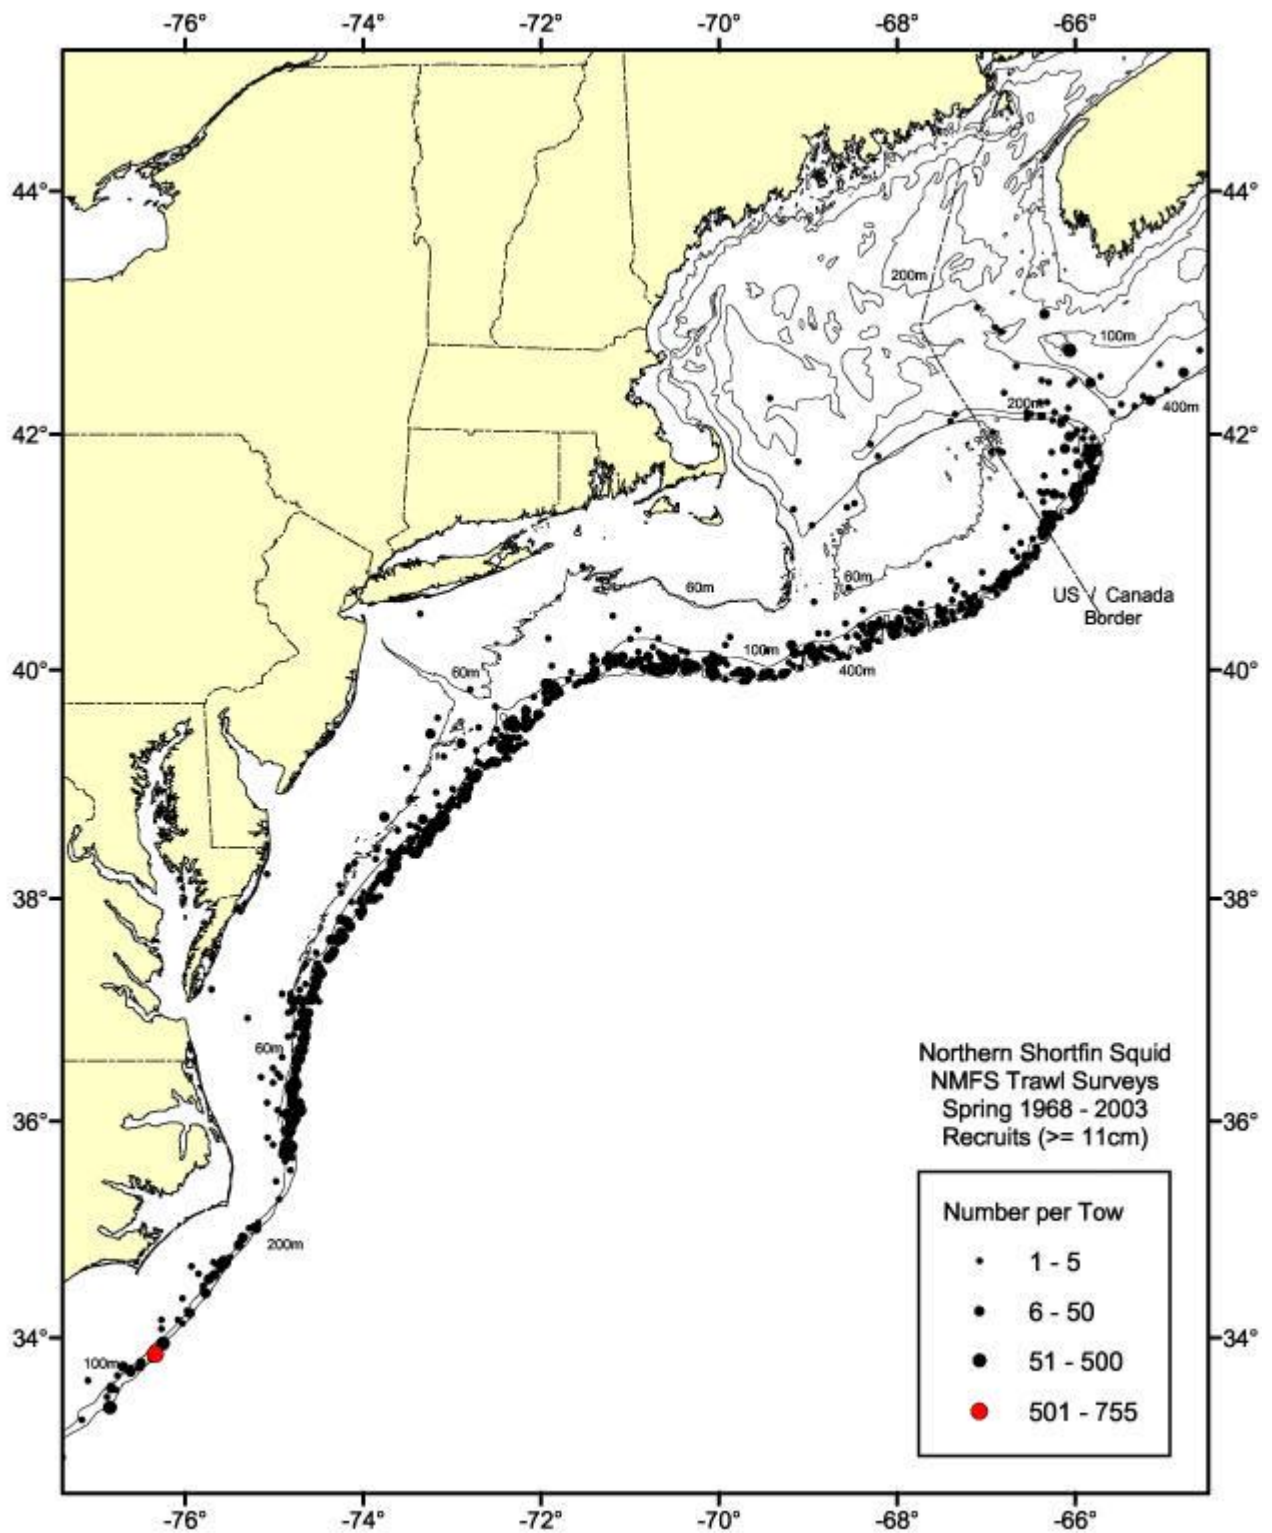 -76° -74° -72° -70° -68° -66°
44° 44°
200m
100m
200m
400m
42° 42°
60m
60m
US / Canada
Border
100m
60m
400m
40° 40°
38° 38°
60m
Northern Shortfin Squid
NMFS Trawl Surveys
Spring 1968 - 2003
Recruits (>= 11cm)
36° 36°
Number per Tow
200m
1 - 5
6 - 50
34° 34°
100m
51 - 500
501 - 755
-76° -74° -72° -70° -68° -66°